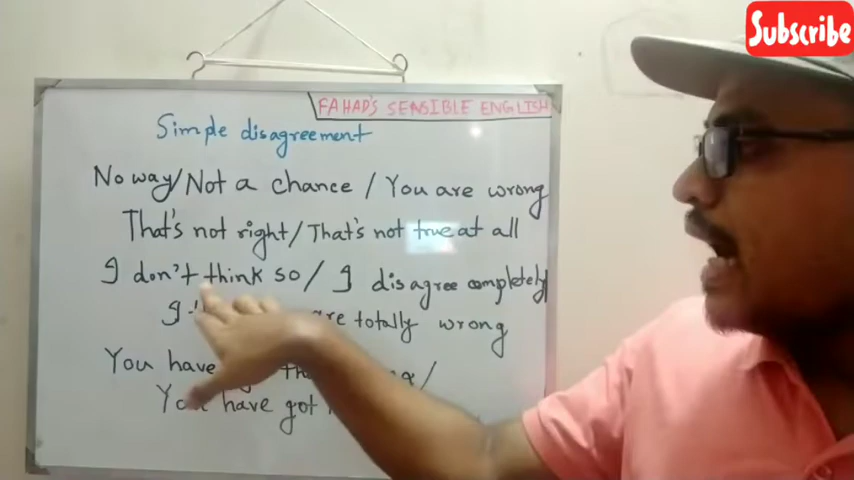 Subscribe
FAHAD'S SENSIBLE ENGLISH
Simple disagreement
No way/Not a chance / You are wrong
That's not right/That's not true at all
I don't think so / I disagree completely
I totally wrong
You have /
You have got